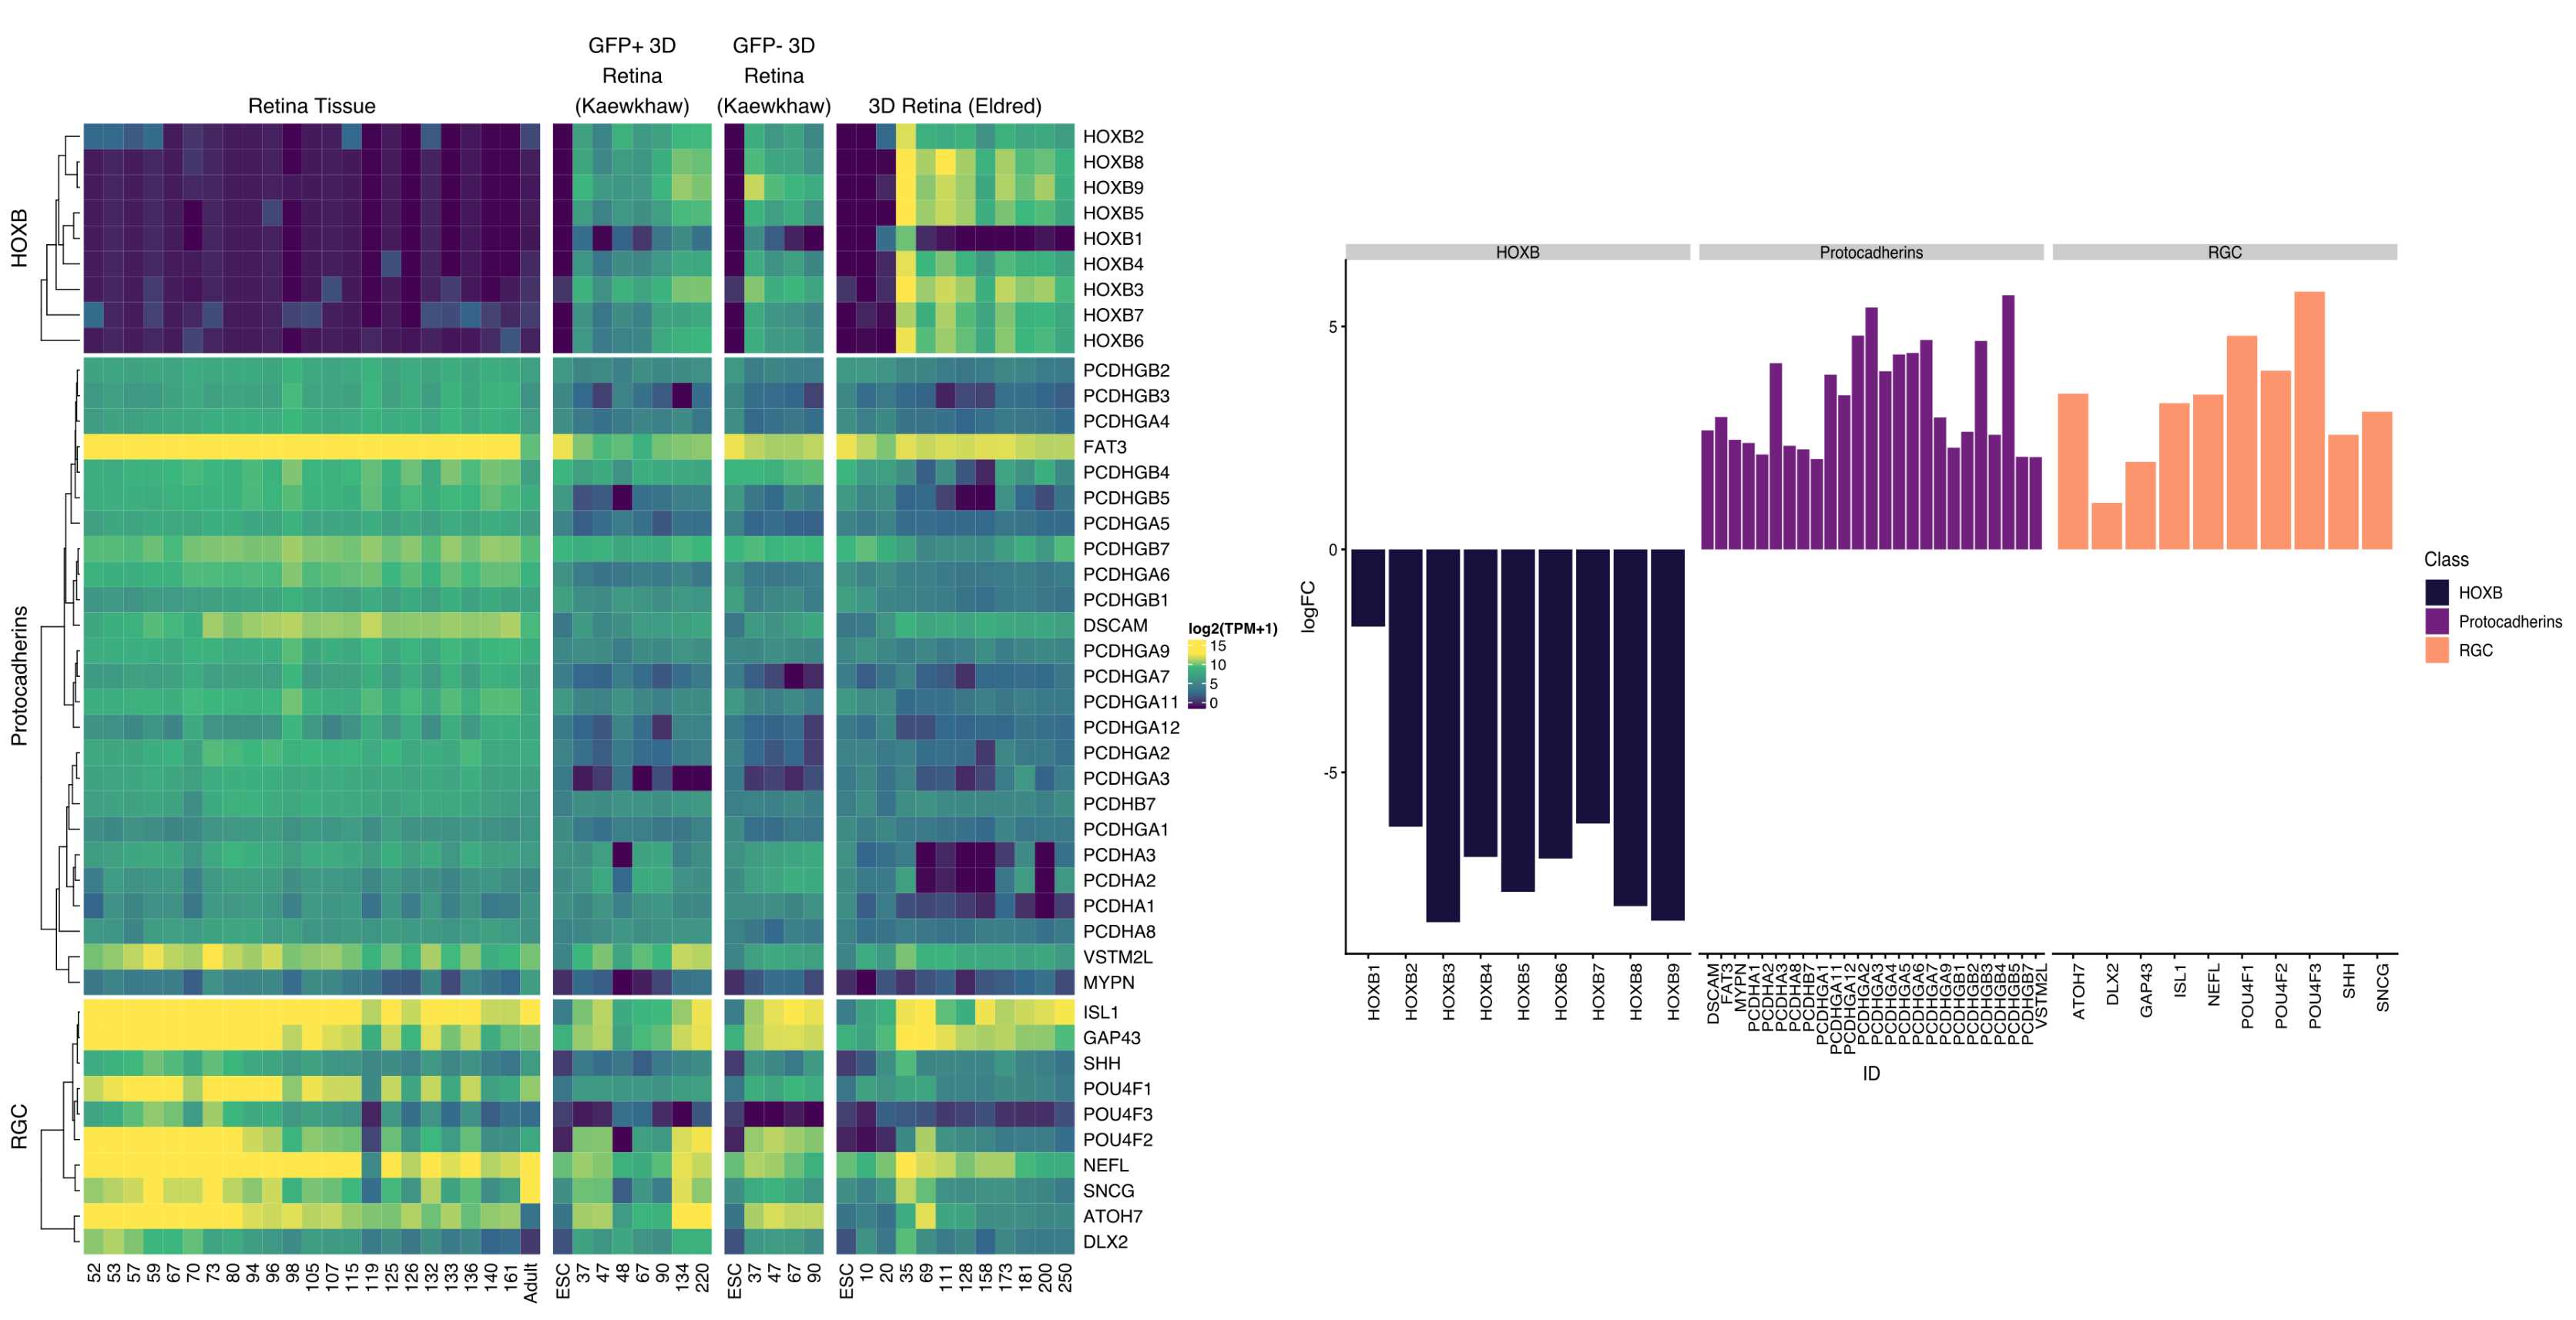 GFP+ 3D
Retina
(Kaewkhaw)
GFP- 3D
Retina
(Kaewkhaw)
Retina Tissue
3D Retina (Eldred)
HOXB
HOXB2
HOXB8
HOXB9
HOXB5
HOXB1
HOXB4
HOXB3
HOXB7
HOXB6
Protocadherins
PCDHGB2
PCDHGB3
PCDHGA4
FAT3
PCDHGB4
PCDHGB5
PCDHGA5
PCDHGB7
PCDHGA6
PCDHGB1
DSCAM
PCDHGA9
PCDHGA7
PCDHGA11
PCDHGA12
PCDHGA2
PCDHGA3
PCDHB7
PCDHGA1
PCDHA3
PCDHA2
PCDHA1
PCDHA8
VSTM2L
MYPN
RGC
ISL1
GAP43
SHH
POU4F1
POU4F3
POU4F2
NEFL
SNCG
ATOH7
DLX2
52 53 57 59 67 70 73 80 94 96 98 105 107 115 119 125 126 132 133 136 140 161 Adult
ESC 37 47 48 67 90 134 220
ESC 37 47 67 90
ESC 10 20 35 69 111 128 158 173 181 200 250
log2(TPM+1)
15
10
5
0
HOXB
Protocadherins
RGC
logFC
5
0
-5
HOXB1 HOXB2 HOXB3 HOXB4 HOXB5 HOXB6 HOXB7 HOXB8 HOXB9
DSCAM FAT3 MYPN PCDHA1 PCDHA2 PCDHA3 PCDHA8 PCDHB7 PCDHGA1 PCDHGA11 PCDHGA12 PCDHGA2 PCDHGA3 PCDHGA4 PCDHGA5 PCDHGA6 PCDHGA7 PCDHGA9 PCDHGB1 PCDHGB2 PCDHGB3 PCDHGB4 PCDHGB5 PCDHGB7 VSTM2L
ATOH7 DLX2 GAP43 ISL1 NEFL POU4F1 POU4F2 POU4F3 SHH SNCG
ID
Class
HOXB
Protocadherins
RGC